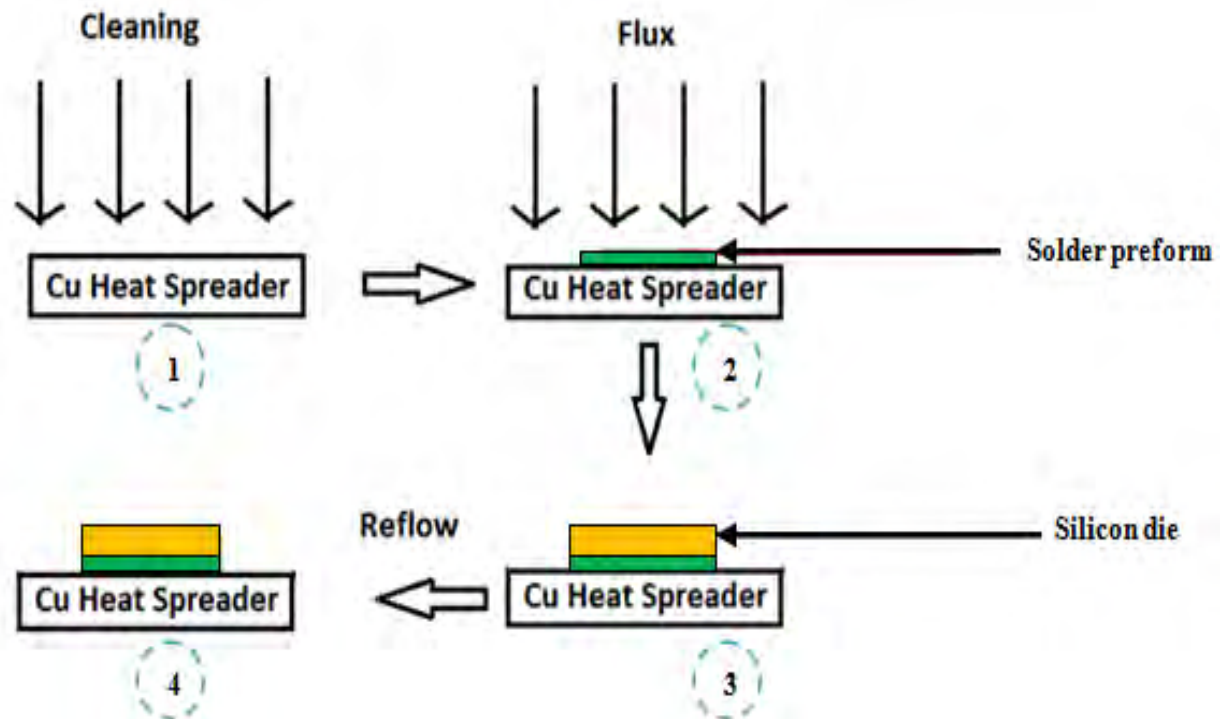 Cleaning
Flux
Solder preform
Cu Heat Spreader
Cu Heat Spreader
1
2
Reflow
Silicon die
Cu Heat Spreader
Cu Heat Spreader
4
3